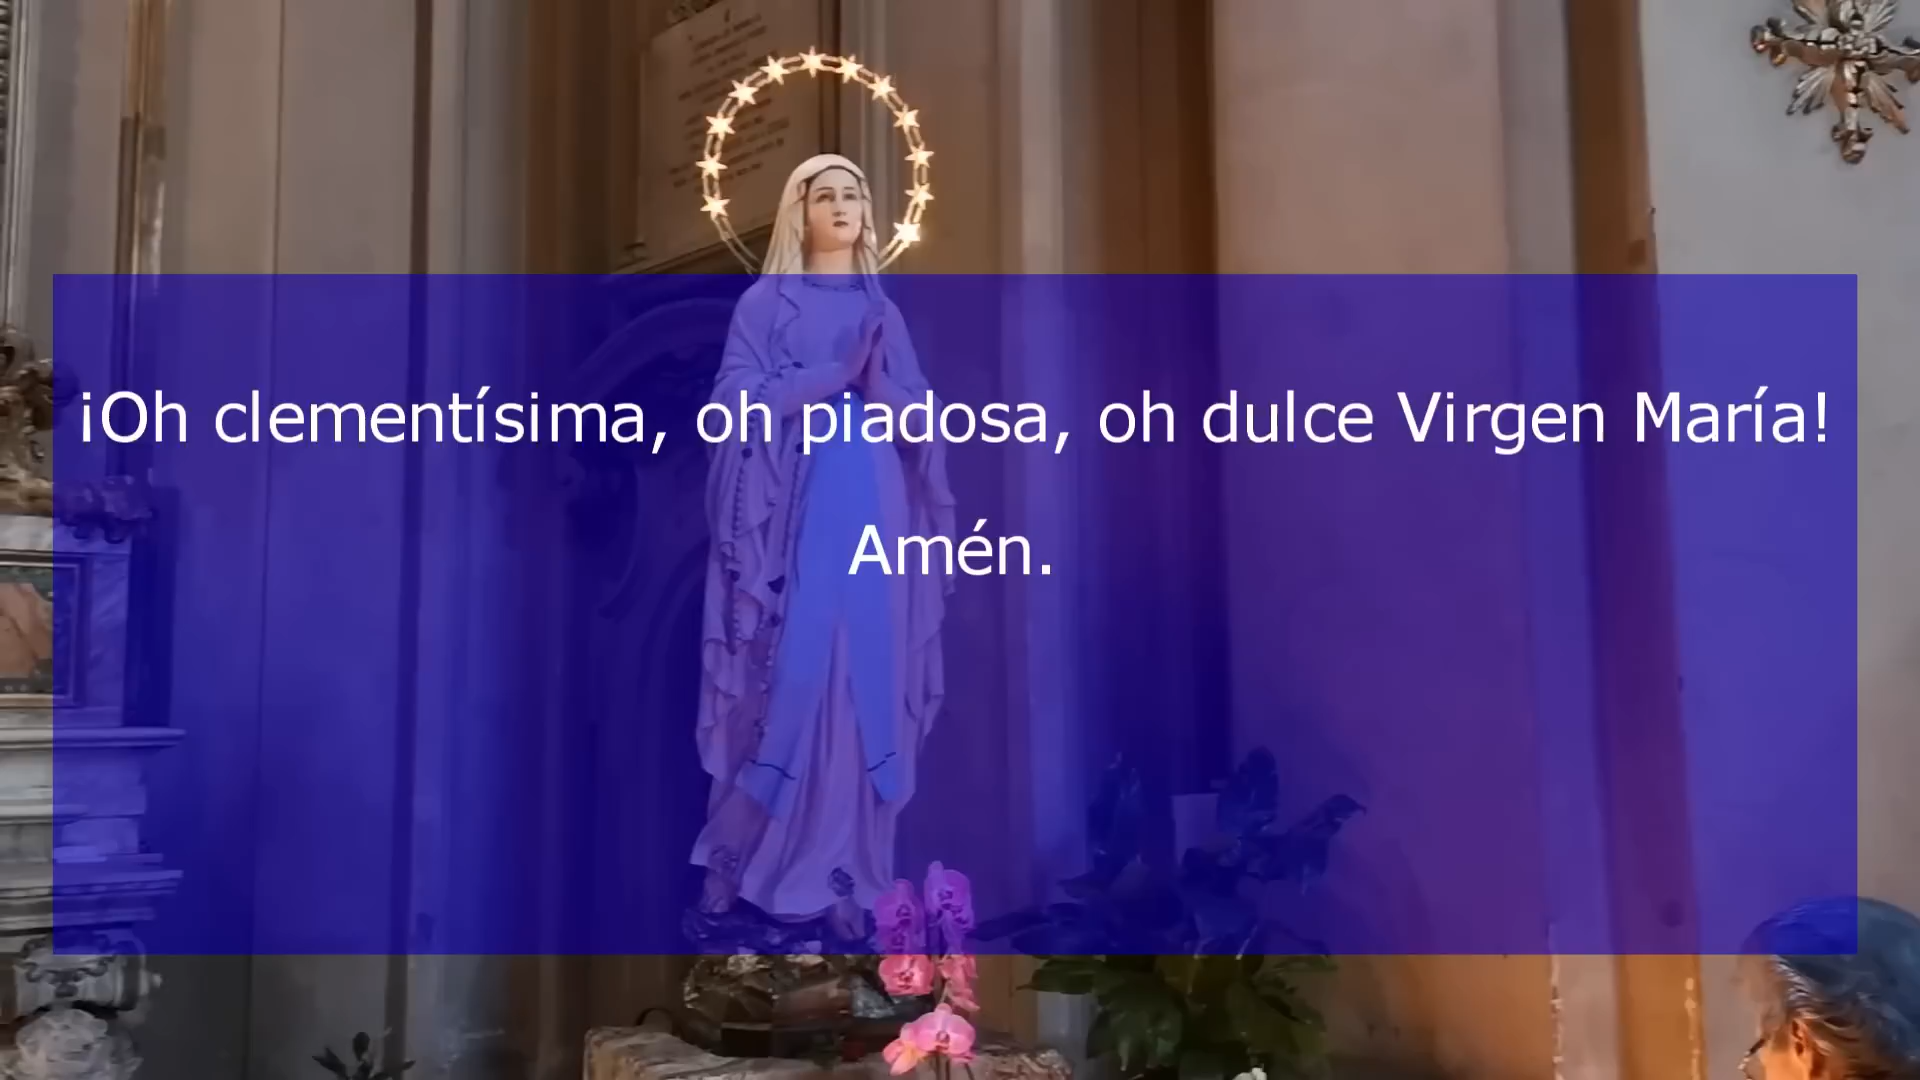 ¡Oh clementísima, oh piadosa, oh dulce Virgen María!
Amén.